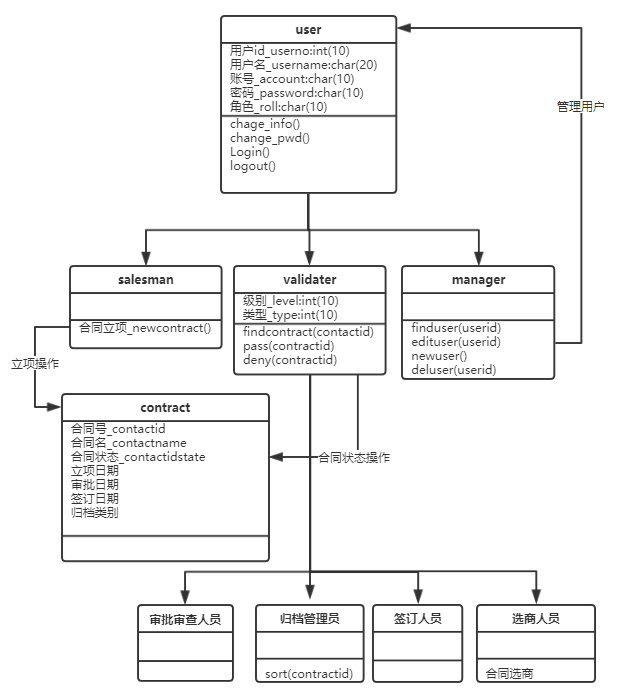 user
用户id_userno:int(10)
用户名_username:char(20)
账号_account:char(10)
密码_password:char(10)
角色_roll:char(10)
chage_info()
change_pwd()
Login()
logout()
管理用户
salesman
合同立项_newcontract()
validater
级别_level:int(10)
类型_type:int(10)
findcontract(contactid)
pass(contractid)
deny(contractid)
manager
finduser(userid)
edituser(userid)
newuser()
deluser(userid)
立项操作
contract
合同号_contactid
合同名_contactname
合同状态_contactidstate
立项日期
审批日期
签订日期
归档类别
合同状态操作
审批审查人员
归档管理员
sort(contractid)
签订人员
选商人员
合同选商